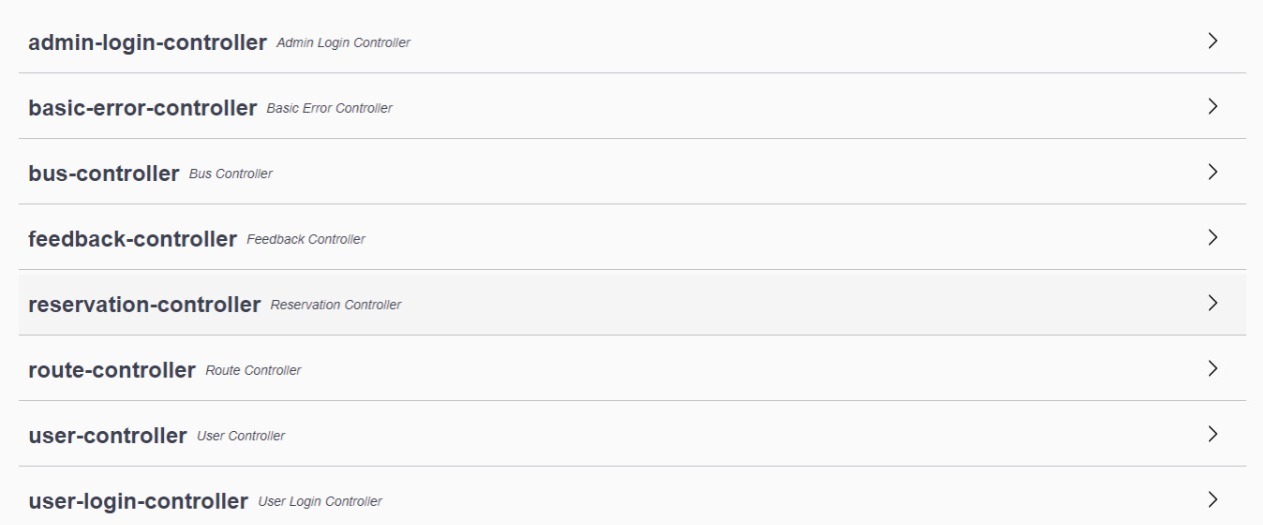 admin-login-controller Admin Login Controller
basic-error-controller Basic Error Controller
bus-controller Bus Controller
feedback-controller Feedback Controller
reservation-controller Reservation Controller
route-controller Route Controller
user-controller User Controller
user-login-controller User Login Controller